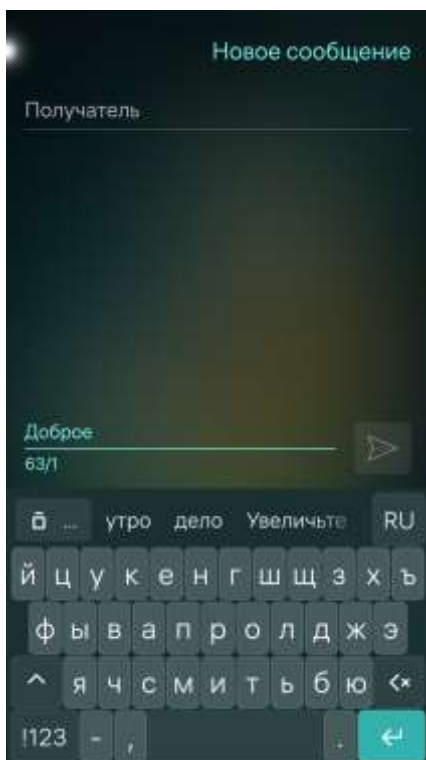 Новое сообщение
Получатель
Доброе
63/1
... утро дело Увеличьте RU
й ц у к е н г ш щ з х ъ
ф ы в а п р о л д ж э
я ч с м и т ь б ю
!123 - , .